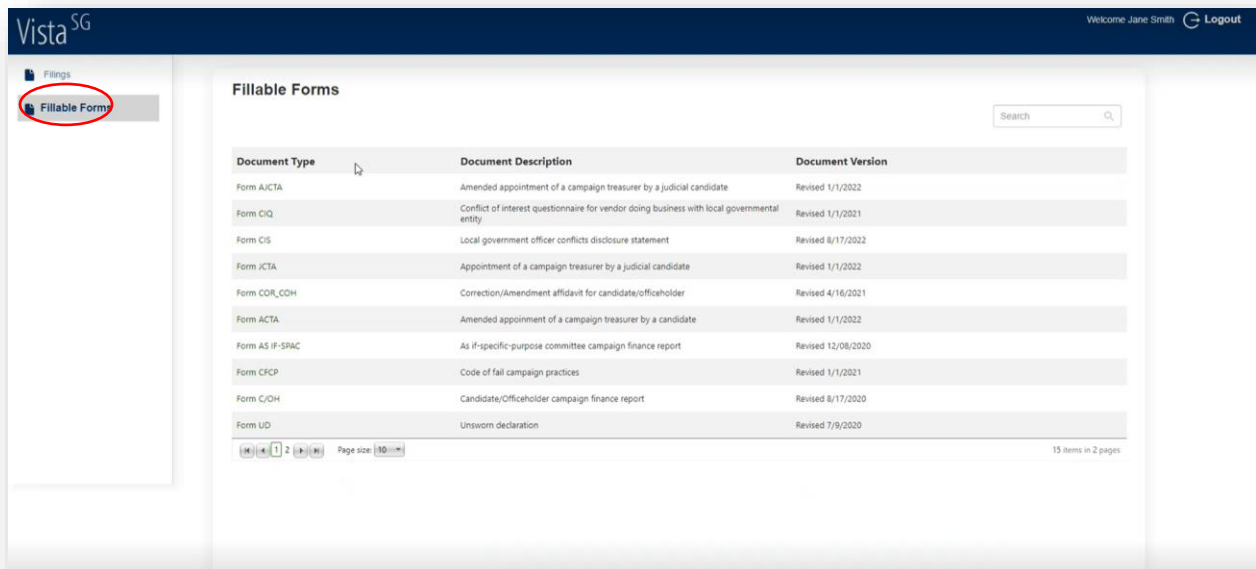 Vista SG
Welcome Jane Smith Logout
Filings
Fillable Forms
Fillable Forms
Search
Document Type Document Description Document Version
Form AJCTA Amended appointment of a campaign treasurer by a judicial candidate Revised 1/1/2022
Form CIQ Conflict of interest questionnaire for vendor doing business with local governmental entity Revised 1/1/2021
Form CIS Local government officer conflicts disclosure statement Revised 8/17/2022
Form JCTA Appointment of a campaign treasurer by a judicial candidate Revised 1/1/2022
Form COR_COH Correction/Amendment affidavit for candidate/officeholder Revised 4/16/2021
Form ACTA Amended appoinment of a campaign treasurer by a candidate Revised 1/1/2022
Form AS IF-SPAC As if-specific-purpose committee campaign finance report Revised 12/08/2020
Form CFCP Code of fail campaign practices Revised 1/1/2021
Form C/OH Candidate/Officeholder campaign finance report Revised 8/17/2020
Form UD Unsworn declaration Revised 7/9/2020
1 2 Page size: 10 15 items in 2 pages